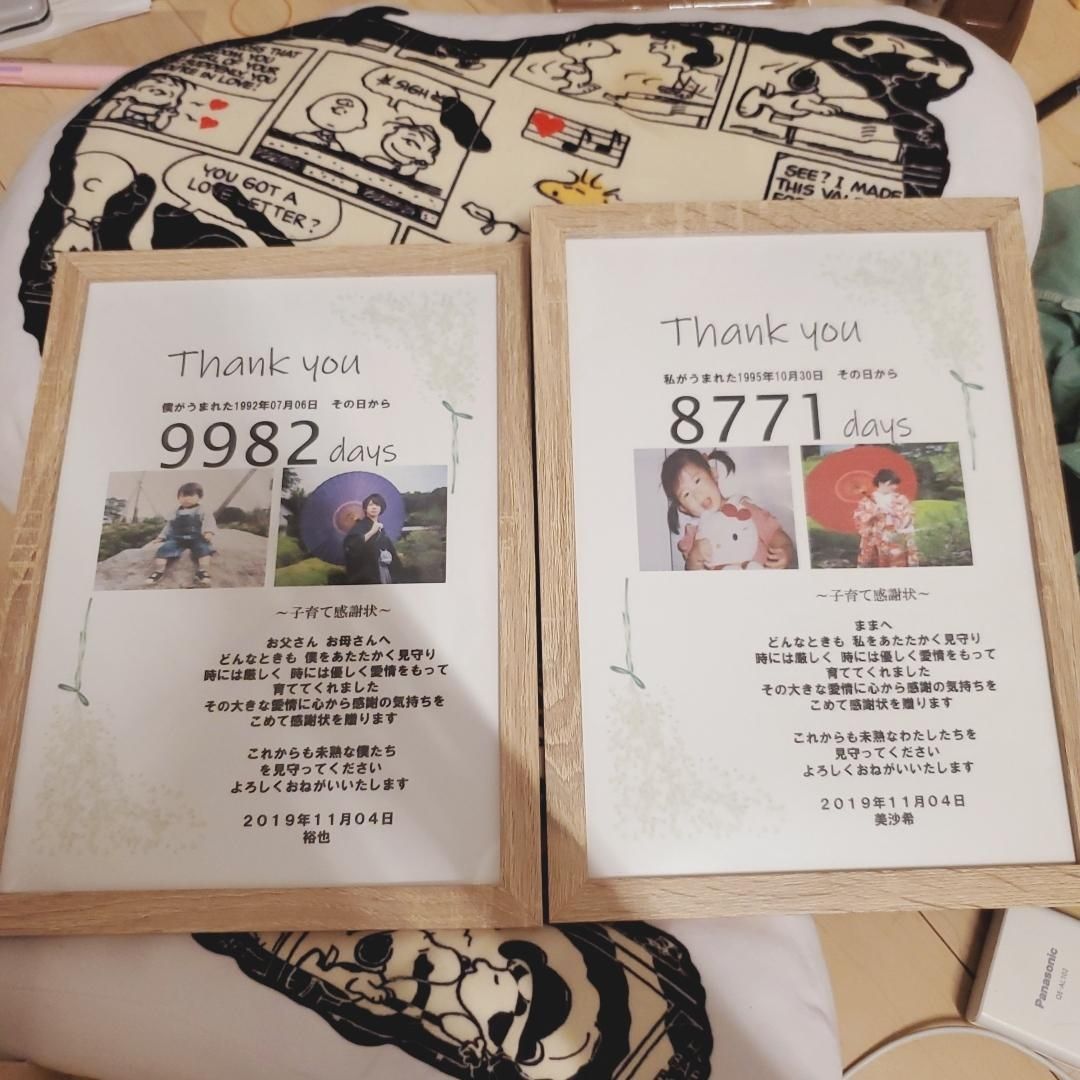 SUDDENLY YOU
WERE IN LOVE!
* SIGH *
YOU GOT A
SEE? I MADE
THIS
Thank you
僕がうまれた1992年07月06日 その日から
9982 days
～子育て感謝状～
お父さん お母さんへ
どんなときも 僕をあたたかく見守り
時には厳しく 時には優しく愛情をもって
育ててくれました
その大きな愛情に心から感謝の気持ちを
こめて感謝状を贈ります
これからも未熟な僕たち
を見守ってください
よろしくおねがいいたします
2019年11月04日
裕也
Thank you
私がうまれた1995年10月30日 その日から
8771 days
～子育て感謝状～
ままへ
どんなときも 私をあたたかく見守り
時には厳しく 時には優しく愛情をもって
育ててくれました
その大きな愛情に心から感謝の気持ちを
こめて感謝状を贈ります
これからも未熟なわたしたちを
見守ってください
よろしくおねがいいたします
2019年11月04日
美沙希
Panasonic